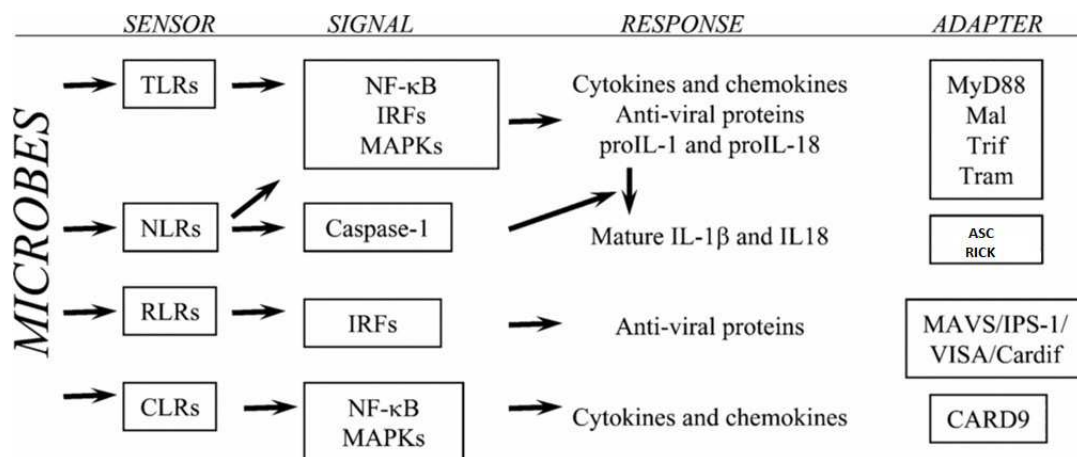 SENSOR
SIGNAL
RESPONSE
ADAPTER
MICROBES
TLRs
NF-κB
IRFs
MAPKs
Cytokines and chemokines
Anti-viral proteins
proIL-1 and proIL-18
MyD88
Mal
Trif
Tram
NLRs
Caspase-1
Mature IL-1β and IL18
ASC
RICK
RLRs
IRFs
Anti-viral proteins
MAVS/IPS-1/
VISA/Cardif
CLRs
NF-κB
MAPKs
Cytokines and chemokines
CARD9